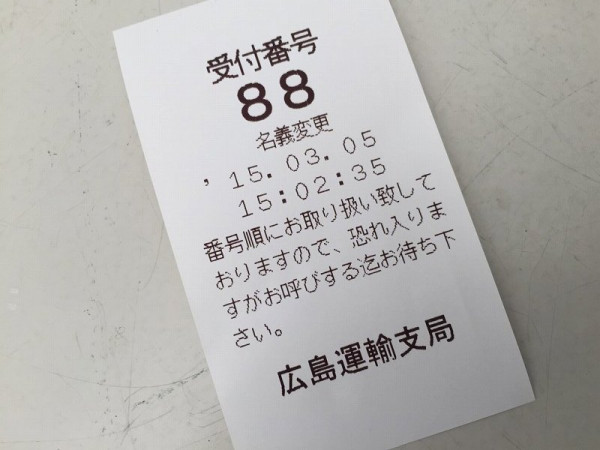 受付番号
88
名義変更
'15.03.05
15:02:35
番号順にお取り扱い致して
おりますので、恐れ入りま
すがお呼びする迄お待ち下
さい。
広島運輸支局